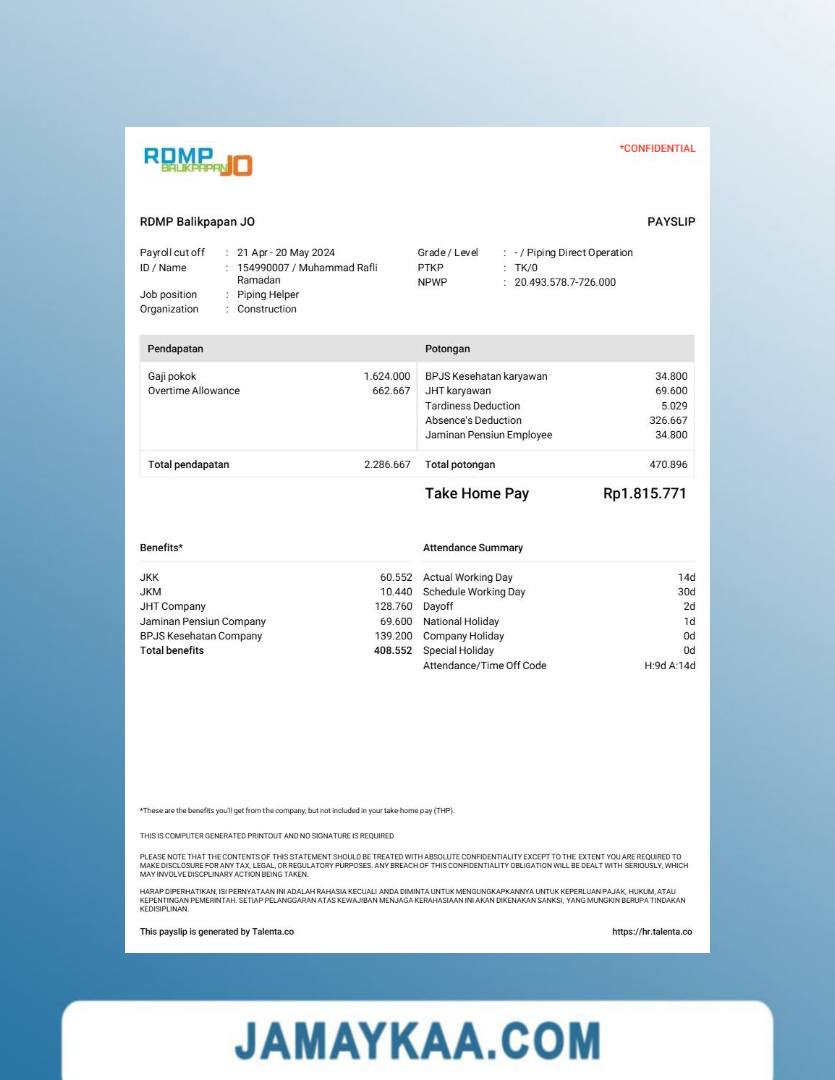 RDMP
BALIKPAPAN JO
*CONFIDENTIAL
RDMP Balikpapan JO PAYSLIP
Payroll cut off : 21 Apr - 20 May 2024 Grade / Level : - / Piping Direct Operation
ID / Name : 154990007 / Muhammad Rafli PTKP : TK/0
Ramadan NPWP : 20.493.578.7-726.000
Job position : Piping Helper
Organization : Construction
Pendapatan Potongan
Gaji pokok 1.624.000 BPJS Kesehatan karyawan 34.800
Overtime Allowance 662.667 JHT karyawan 69.600
Tardiness Deduction 5.029
Absence's Deduction 326.667
Jaminan Pensiun Employee 34.800
Total pendapatan 2.286.667 Total potongan 470.896
Take Home Pay Rp1.815.771
Benefits* Attendance Summary
JKK 60.552 Actual Working Day 14d
JKM 10.440 Schedule Working Day 30d
JHT Company 128.760 Dayoff 2d
Jaminan Pensiun Company 69.600 National Holiday 1d
BPJS Kesehatan Company 139.200 Company Holiday 0d
Total benefits 408.552 Special Holiday 0d
Attendance/Time Off Code H:9d A:14d
*These are the benefits you'll get from the company, but not included in your take-home pay (THP).
THIS IS COMPUTER GENERATED PRINTOUT AND NO SIGNATURE IS REQUIRED
PLEASE NOTE THAT THE CONTENTS OF THIS STATEMENT SHOULD BE TREATED WITH ABSOLUTE CONFIDENTIALITY EXCEPT TO THE EXTENT YOU ARE REQUIRED TO
MAKE DISCLOSURE FOR ANY TAX, LEGAL, OR REGULATORY PURPOSES. ANY BREACH OF THIS CONFIDENTIALITY OBLIGATION WILL BE DEALT WITH SERIOUSLY, WHICH
MAY INVOLVE DISCPLINARY ACTION BEING TAKEN.
HARAP DIPERHATIKAN, ISI PERNYATAAN INI ADALAH RAHASIA KECUALI ANDA DIMINTA UNTUK MENGUNGKAPKANNYA UNTUK KEPERLUAN PAJAK, HUKUM, ATAU
KEPENTINGAN PEMERINTAH. SETIAP PELANGGARAN ATAS KEWAJIBAN MENJAGA KERAHASIAAN INI AKAN DIKENAKAN SANKSI, YANG MUNGKIN BERUPA TINDAKAN
KEDISIPLINAN.
This payslip is generated by Talenta.co https://hr.talenta.co
JAMAYKAA.COM